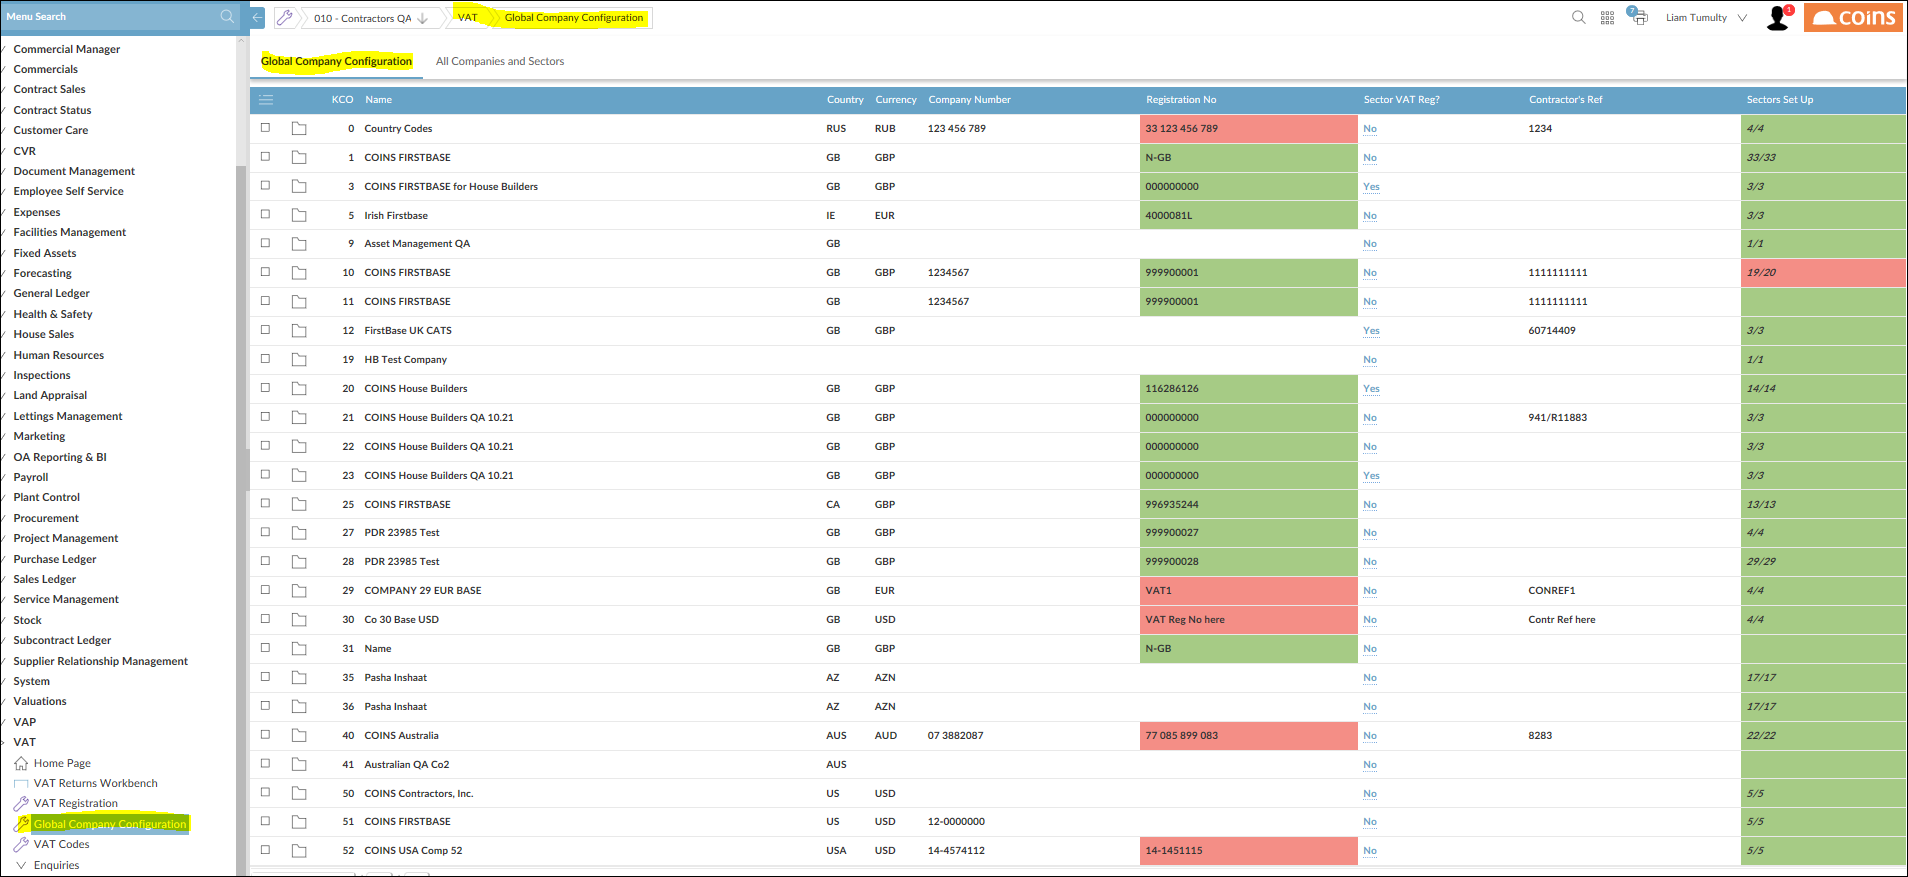 Menu Search
010 - Contractors QA
VAT
Global Company Configuration
7
Liam Tumulty
1
coins
Commercial Manager
Commercials
Contract Sales
Contract Status
Customer Care
CVR
Document Management
Employee Self Service
Expenses
Facilities Management
Fixed Assets
Forecasting
General Ledger
Health & Safety
House Sales
Human Resources
Inspections
Land Appraisal
Lettings Management
Marketing
OA Reporting & BI
Payroll
Plant Control
Procurement
Project Management
Purchase Ledger
Sales Ledger
Service Management
Stock
Subcontract Ledger
Supplier Relationship Management
System
Valuations
VAP
VAT
Home Page
VAT Returns Workbench
VAT Registration
Global Company Configuration
VAT Codes
Enquiries
Global Company Configuration All Companies and Sectors
KCO Name Country Currency Company Number Registration No Sector VAT Reg? Contractor's Ref Sectors Set Up
0 Country Codes RUS RUB 123 456 789 33 123 456 789 No 1234 4/4
1 COINS FIRSTBASE GB GBP N-GB No 33/33
3 COINS FIRSTBASE for House Builders GB GBP 000000000 Yes 3/3
5 Irish Firstbase IE EUR 4000081L No 3/3
9 Asset Management QA GB No 1/1
10 COINS FIRSTBASE GB GBP 1234567 999900001 No 1111111111 19/20
11 COINS FIRSTBASE GB 1234567 999900001 No 1111111111
12 FirstBase UK CATS GB GBP Yes 60714409 3/3
19 HB Test Company No 1/1
20 COINS House Builders GB GBP 116286126 Yes 14/14
21 COINS House Builders QA 10.21 GB GBP 000000000 No 941/R11883 3/3
22 COINS House Builders QA 10.21 GB GBP 000000000 No 3/3
23 COINS House Builders QA 10.21 GB GBP 000000000 Yes 3/3
25 COINS FIRSTBASE CA GBP 996935244 No 13/13
27 PDR 23985 Test GB GBP 999900027 No 4/4
28 PDR 23985 Test GB GBP 999900028 No 29/29
29 COMPANY 29 EUR BASE GB EUR VAT1 No CONREF1 4/4
30 Co 30 Base USD GB USD VAT Reg No here No Contr Ref here 4/4
31 Name GB GBP N-GB No
35 Pasha Inshaat AZ AZN No 17/17
36 Pasha Inshaat AZ AZN No 17/17
40 COINS Australia AUS AUD 07 3882087 77 085 899 083 No 8283 22/22
41 Australian QA Co2 AUS No
50 COINS Contractors, Inc. US USD No 5/5
51 COINS FIRSTBASE US USD 12-0000000 No 5/5
52 COINS USA Comp 52 USA USD 14-4574112 14-1451115 No 5/5